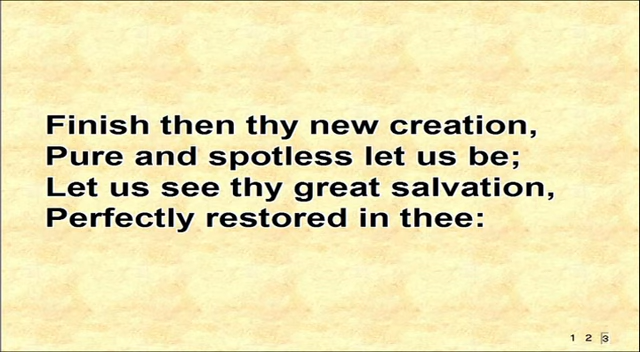 Finish then thy new creation,
Pure and spotless let us be;
Let us see thy great salvation,
Perfectly restored in thee:
1 2 3